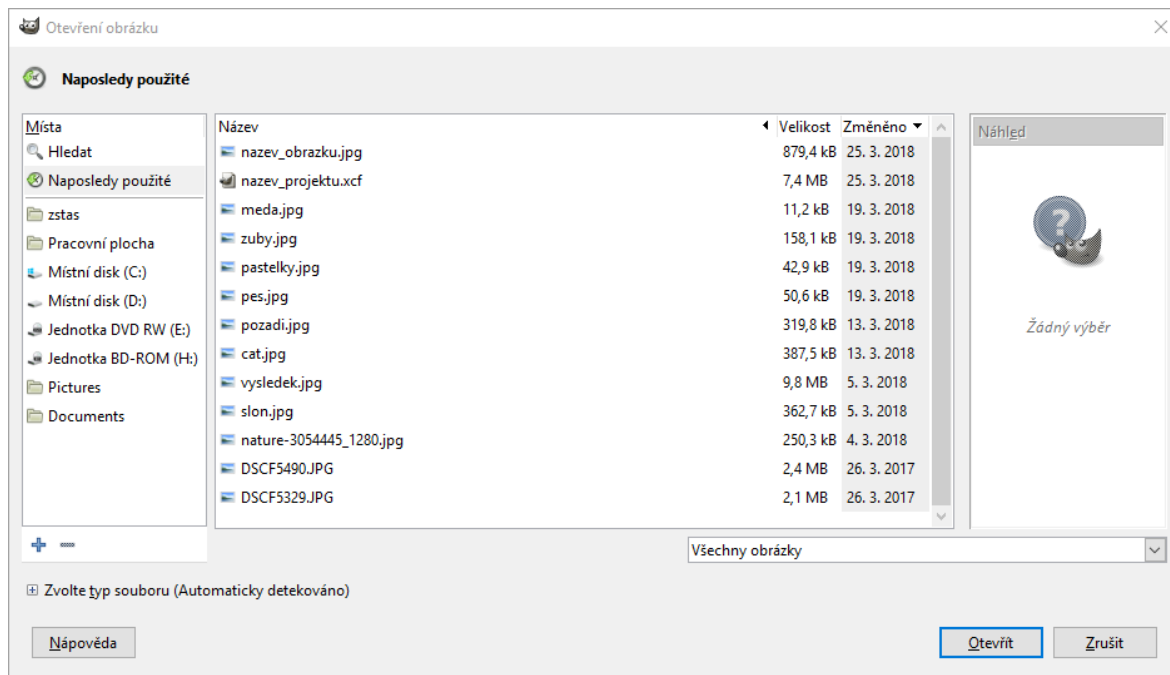 Otevření obrázku
Naposledy použité
Místa
Hledat
Naposledy použité
zstas
Pracovní plocha
Místní disk (C:)
Místní disk (D:)
Jednotka DVD RW (E:)
Jednotka BD-ROM (H:)
Pictures
Documents
Název Velikost Změněno
nazev_obrazku.jpg 879,4 kB 25. 3. 2018
nazev_projektu.xcf 7,4 MB 25. 3. 2018
meda.jpg 11,2 kB 19. 3. 2018
zuby.jpg 158,1 kB 19. 3. 2018
pastelky.jpg 42,9 kB 19. 3. 2018
pes.jpg 50,6 kB 19. 3. 2018
pozadi.jpg 319,8 kB 13. 3. 2018
cat.jpg 387,5 kB 13. 3. 2018
vysledek.jpg 9,8 MB 5. 3. 2018
slon.jpg 362,7 kB 5. 3. 2018
nature-3054445_1280.jpg 250,3 kB 4. 3. 2018
DSCF5490.JPG 2,4 MB 26. 3. 2017
DSCF5329.JPG 2,1 MB 26. 3. 2017
Náhled
Žádný výběr
Všechny obrázky
Zvolte typ souboru (Automaticky detekováno)
Nápověda
Otevřít
Zrušit